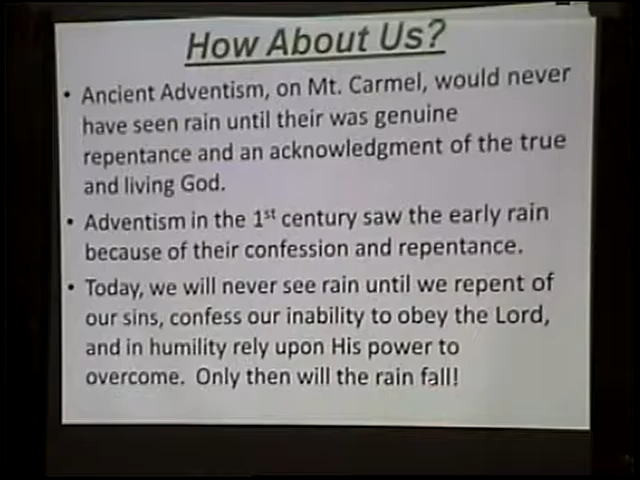 How About Us?
• Ancient Adventism, on Mt. Carmel, would never
have seen rain until their was genuine
repentance and an acknowledgment of the true
and living God.
• Adventism in the 1st century saw the early rain
because of their confession and repentance.
• Today, we will never see rain until we repent of
our sins, confess our inability to obey the Lord,
and in humility rely upon His power to
overcome. Only then will the rain fall!